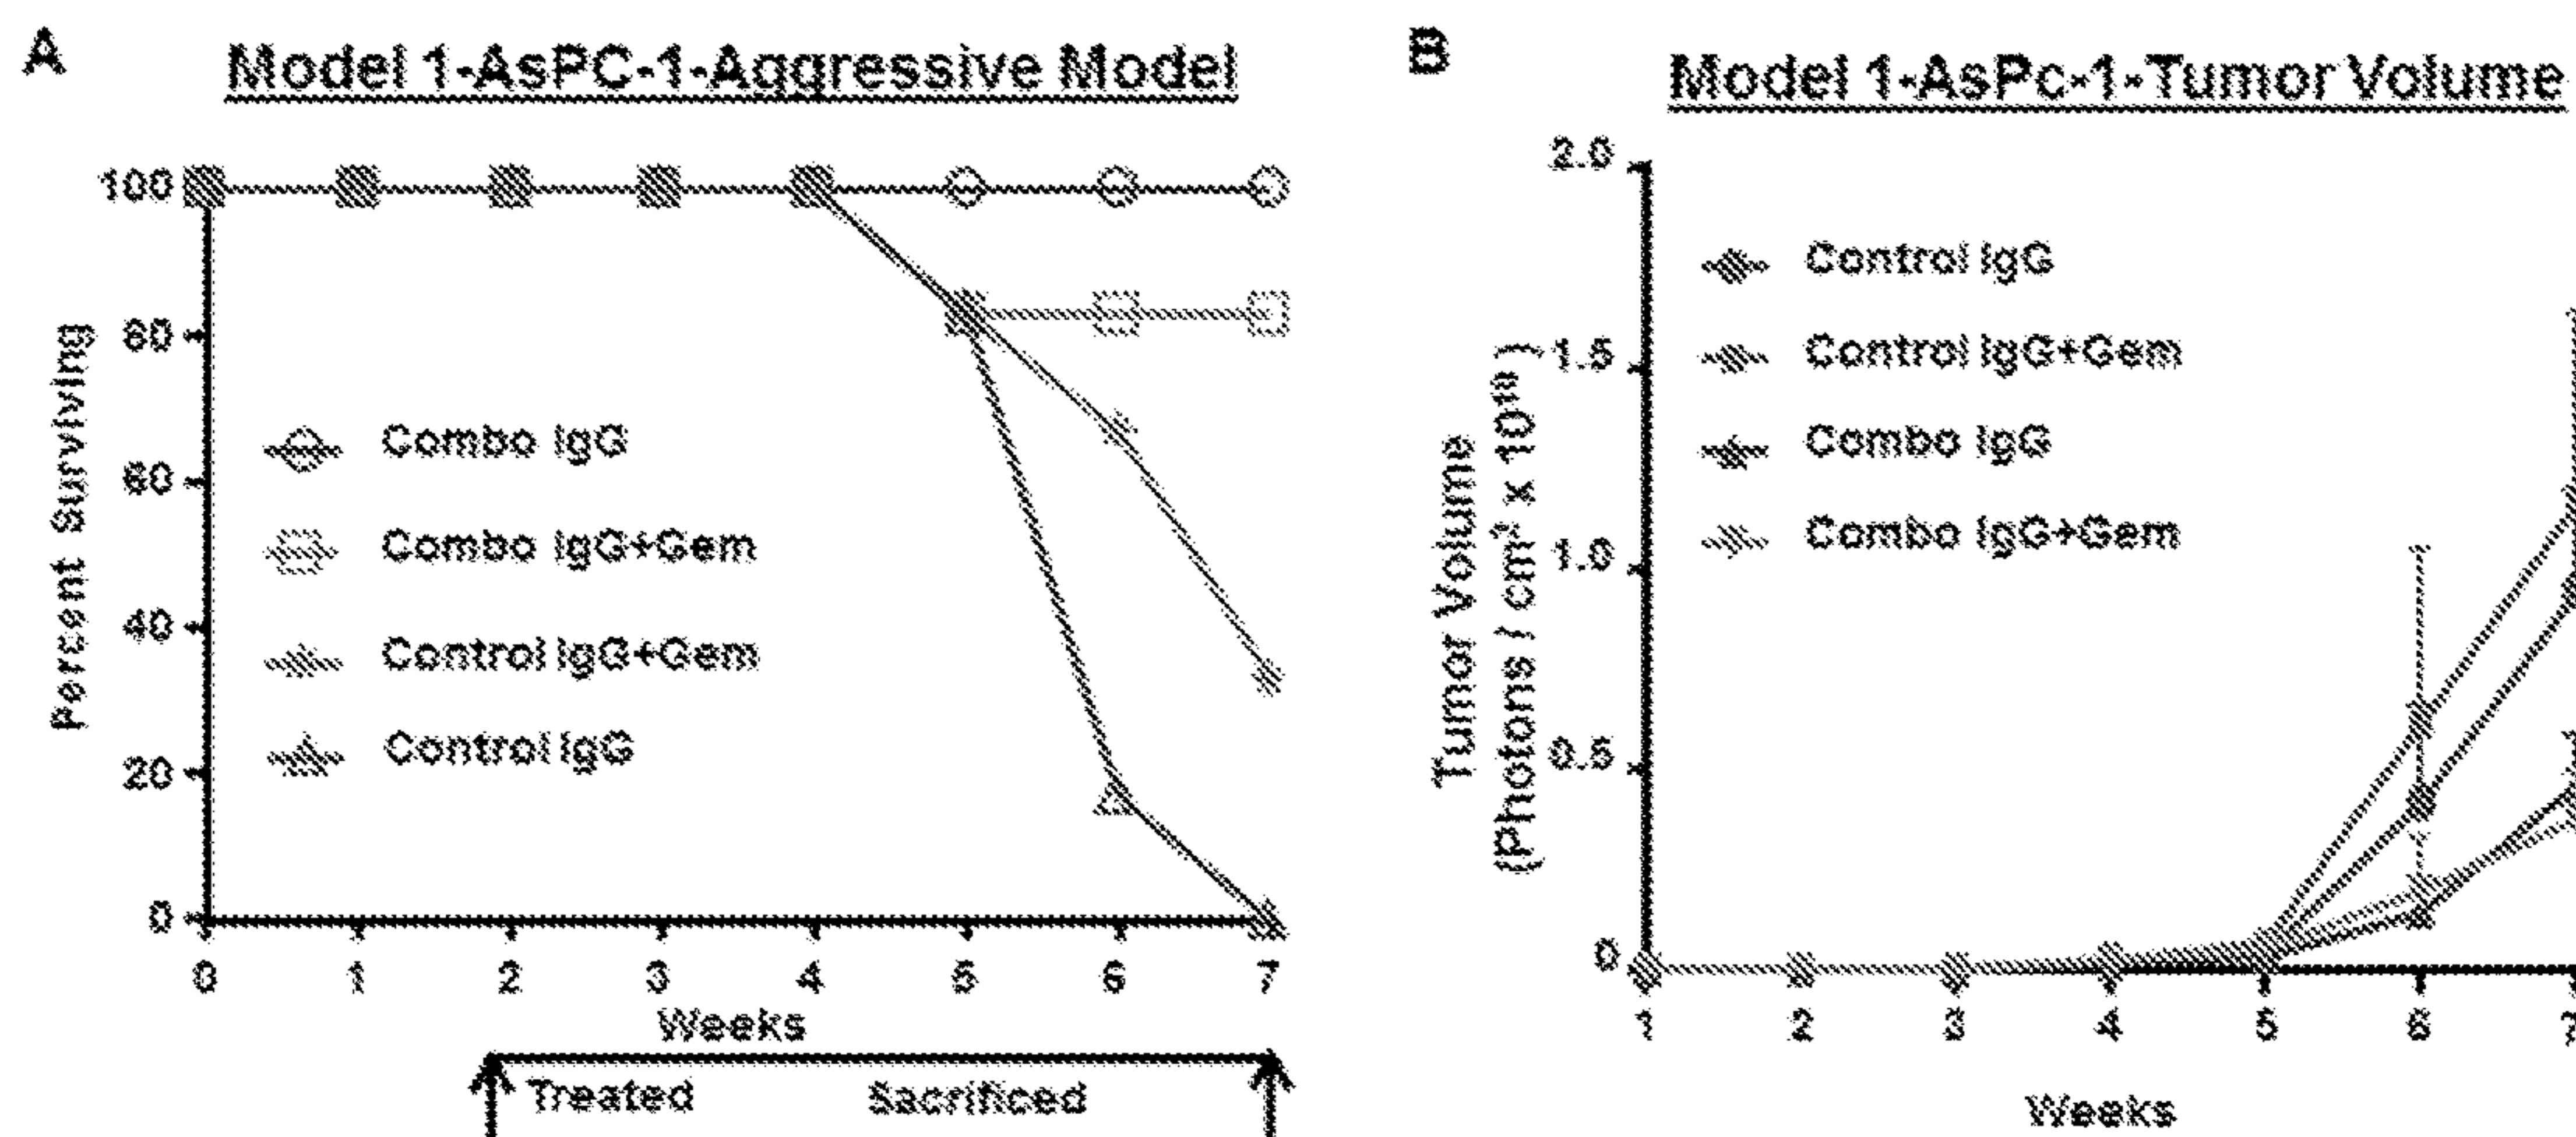 A
Model 1-AsPC-1-Aggressive Model
Percent Surviving
100
80
60
40
20
0
Combo IgG
Combo IgG+Gem
Control IgG+Gem
Control IgG
0 1 2 3 4 5 6 7
Weeks
Treated Sacrificed
B
Model 1-AsPc-1-Tumor Volume
Tumor Volume
(Photons / cm² x 10¹⁰ )
2.0
1.5
1.0
0.5
0
Control IgG
Control IgG+Gem
Combo IgG
Combo IgG+Gem
1 2 3 4 5 6 7
Weeks